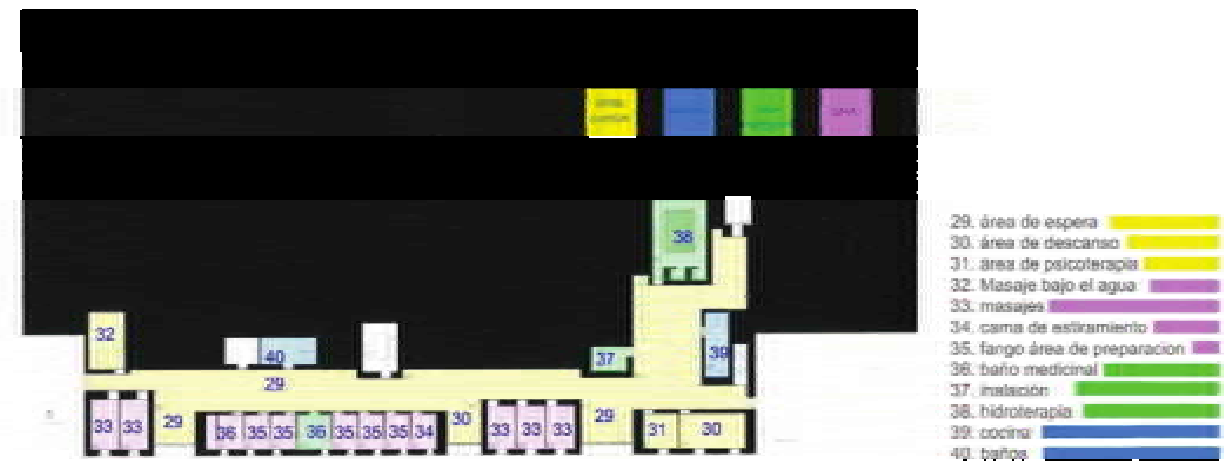 38
32
40
37
39
29
33 33 29 36 35 35 36 35 35 35 34 30 33 33 33 29 31 30
29. área de espera
30. área de descanso
31. área de psicoterapia
32. Masaje bajo el agua
33. masajes
34. cama de estiramiento
35. fango área de preparacion
36. baño medicinal
37. instalación
38. hidroterapia
39. cocina
40. baños